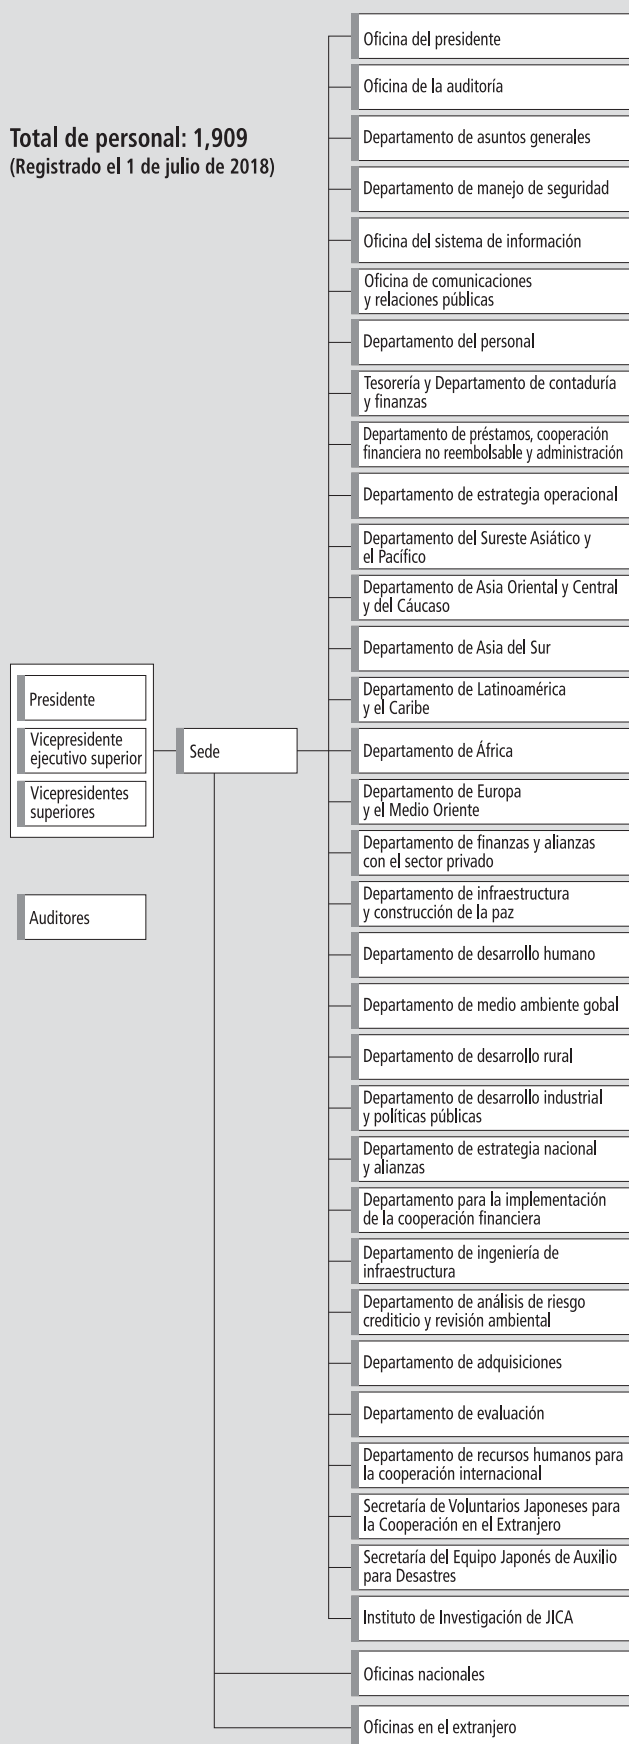 Total de personal: 1,909
(Registrado el 1 de julio de 2018)
Presidente
Vicepresidente
ejecutivo superior
Vicepresidentes
superiores
Auditores
Sede
Oficina del presidente
Oficina de la auditoría
Departamento de asuntos generales
Departamento de manejo de seguridad
Oficina del sistema de información
Oficina de comunicaciones
y relaciones públicas
Departamento del personal
Tesorería y Departamento de contaduría
y finanzas
Departamento de préstamos, cooperación
financiera no reembolsable y administración
Departamento de estrategia operacional
Departamento del Sureste Asiático y
el Pacífico
Departamento de Asia Oriental y Central
y del Cáucaso
Departamento de Asia del Sur
Departamento de Latinoamérica
y el Caribe
Departamento de África
Departamento de Europa
y el Medio Oriente
Departamento de finanzas y alianzas
con el sector privado
Departamento de infraestructura
y construcción de la paz
Departamento de desarrollo humano
Departamento de medio ambiente gobal
Departamento de desarrollo rural
Departamento de desarrollo industrial
y políticas públicas
Departamento de estrategia nacional
y alianzas
Departamento para la implementación
de la cooperación financiera
Departamento de ingeniería de
infraestructura
Departamento de análisis de riesgo
crediticio y revisión ambiental
Departamento de adquisiciones
Departamento de evaluación
Departamento de recursos humanos para
la cooperación internacional
Secretaría de Voluntarios Japoneses para
la Cooperación en el Extranjero
Secretaría del Equipo Japonés de Auxilio
para Desastres
Instituto de Investigación de JICA
Oficinas nacionales
Oficinas en el extranjero